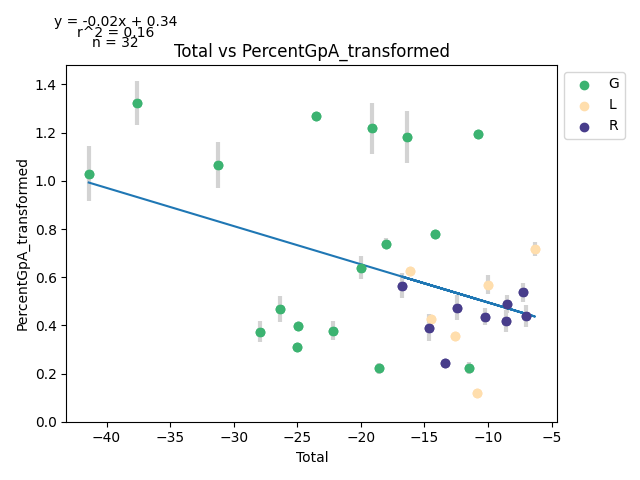 y = -0.02x + 0.34
r^2 = 0.16
n = 32
Total vs PercentGpA_transformed
G
L
R
PercentGpA_transformed
1.4
1.2
1.0
0.8
0.6
0.4
0.2
0.0
−40
−35
−30
−25
−20
−15
−10
−5
Total